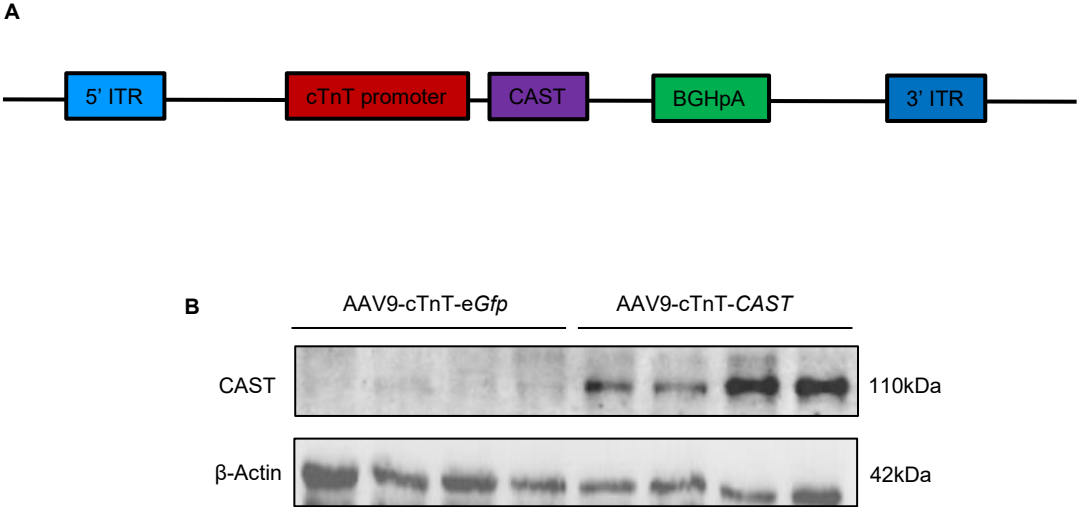 A
5’ ITR cTnT promoter CAST BGHpA 3’ ITR
B
AAV9-cTnT-eGfp AAV9-cTnT-CAST
CAST 110kDa
β-Actin 42kDa